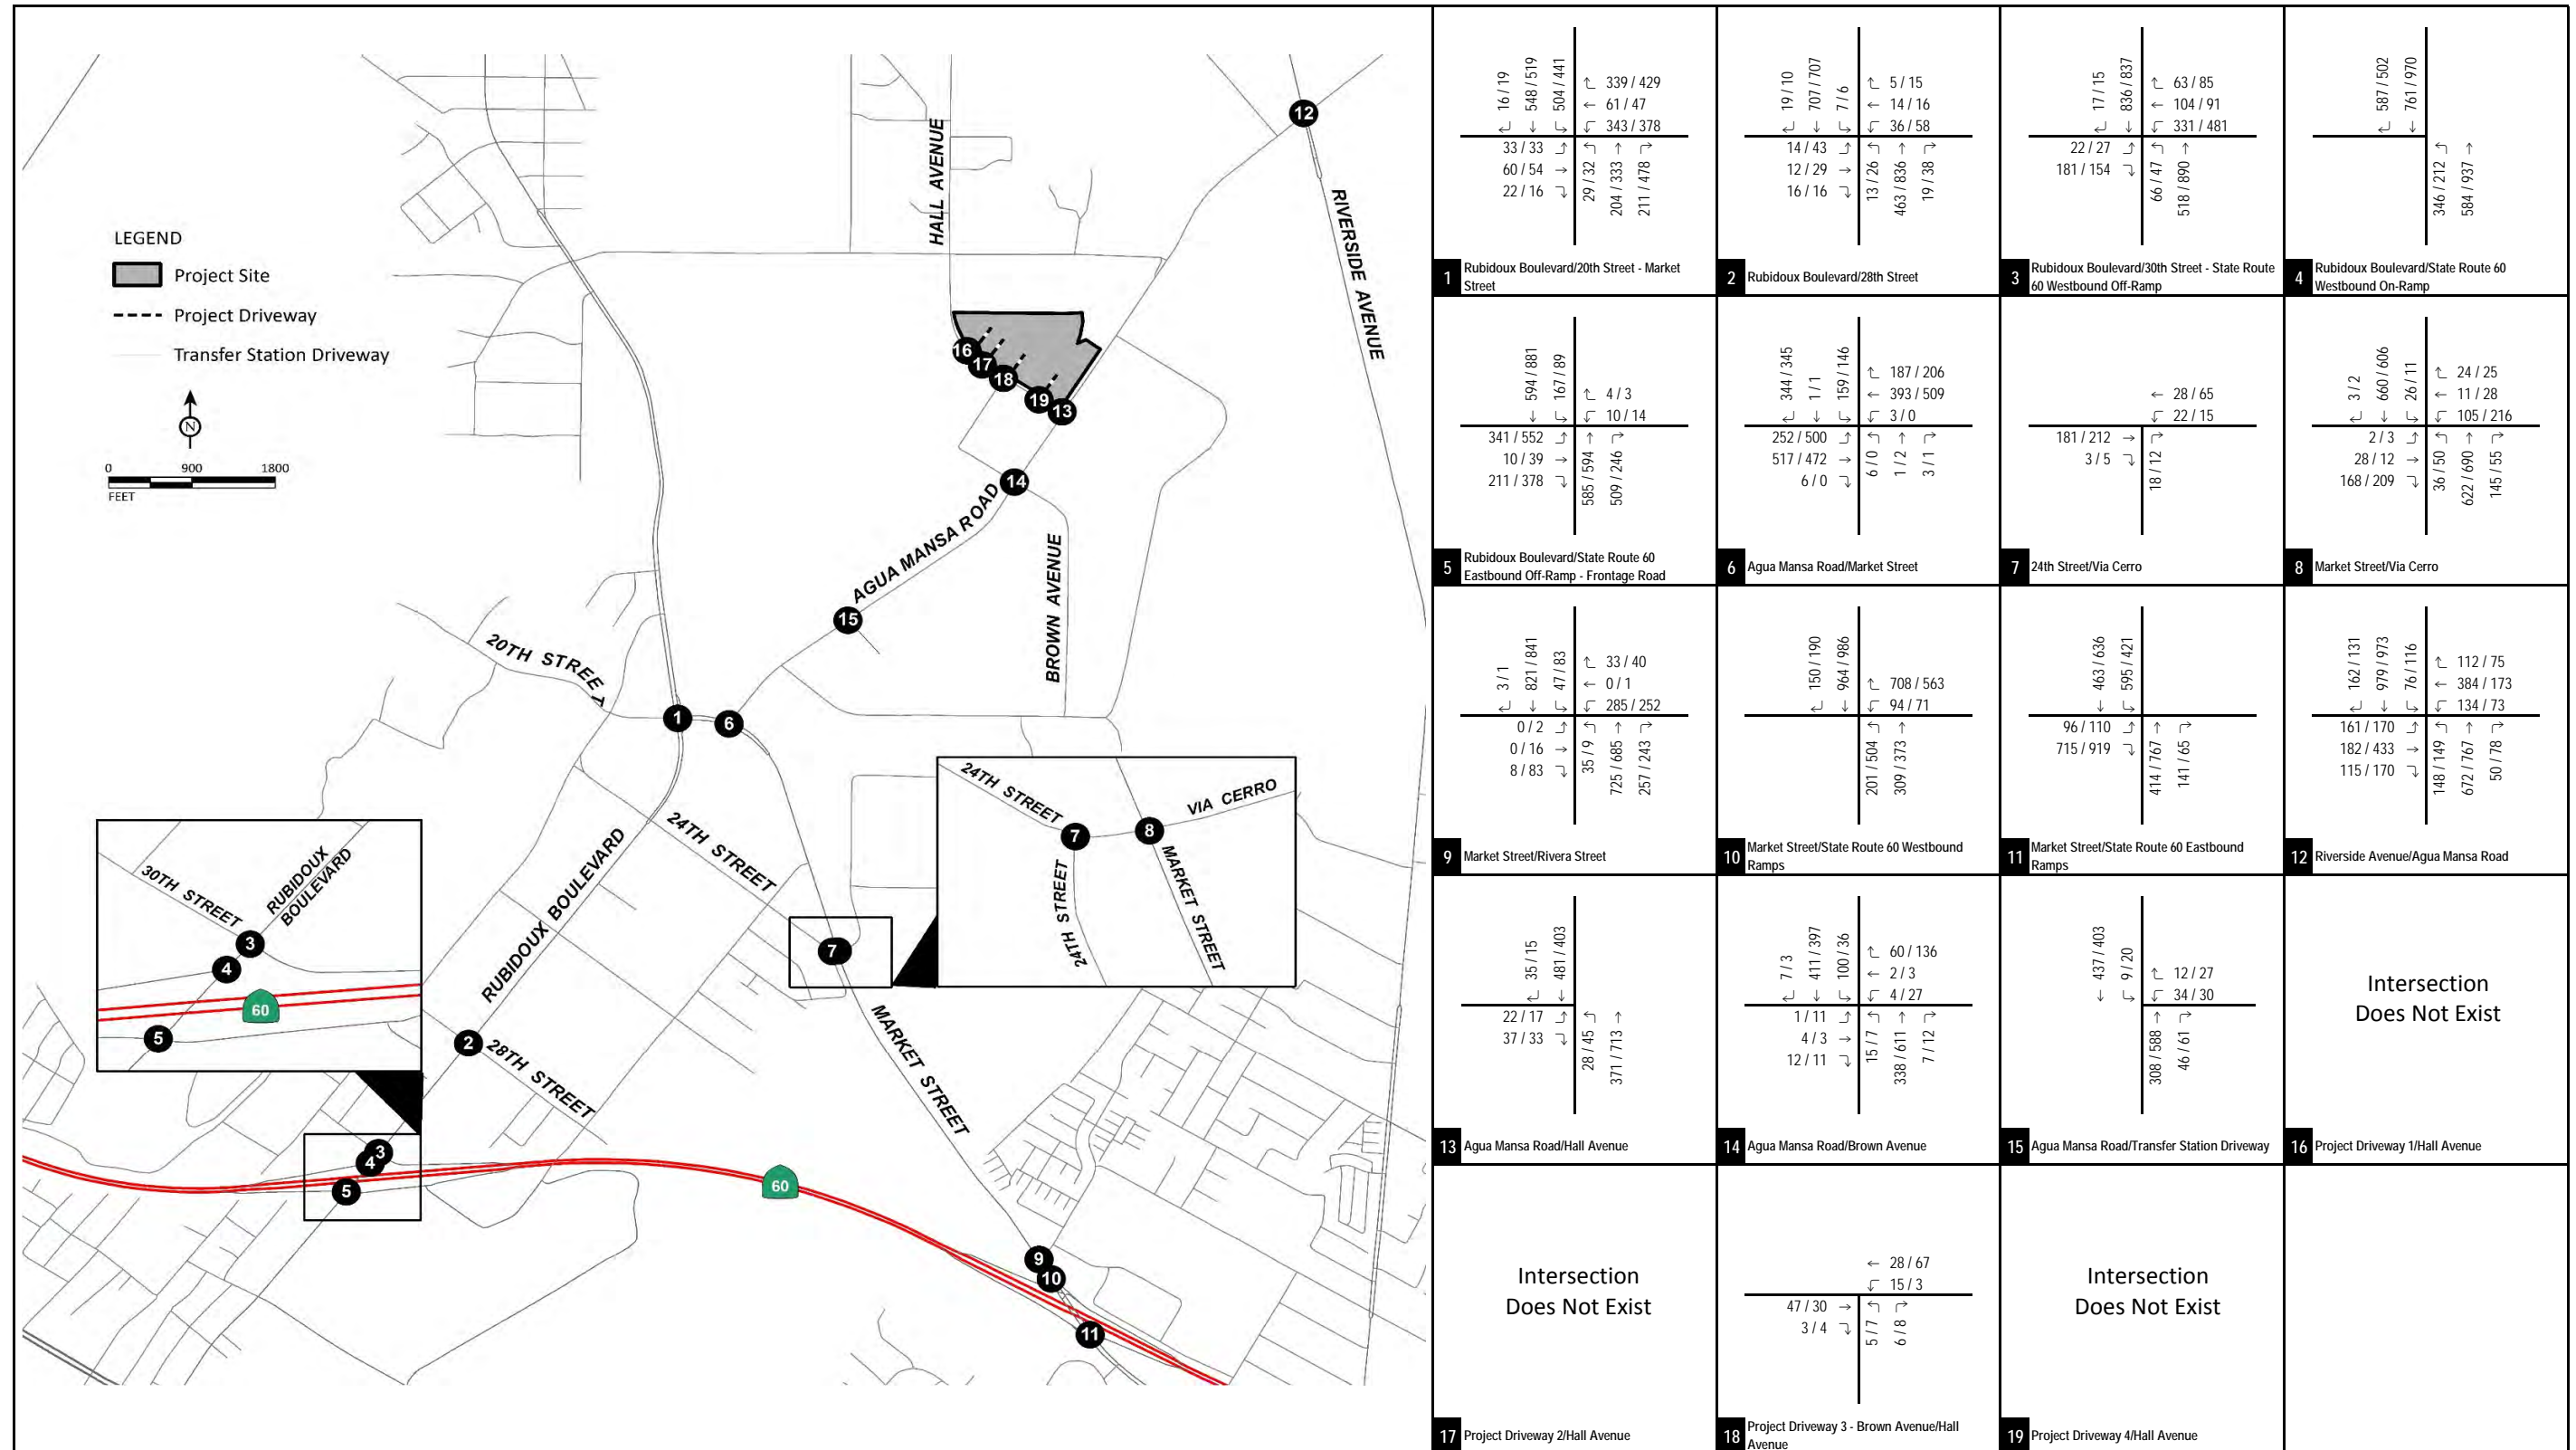 LEGEND
Project Site
Project Driveway
Transfer Station Driveway
N
0 900 1800
FEET
HALL AVENUE
RIVERSIDE AVENUE
AGUA MANSA ROAD
BROWN AVENUE
20TH STREET
24TH STREET
RUBIDOUX BOULEVARD
28TH STREET
MARKET STREET
12
16
17
18
19
13
14
15
1
6
7
2
3
4
5
60
9
10
11
30TH STREET
RUBIDOUX
BOULEVARD
3
4
60
5
24TH STREET
7
8
VIA CERRO
24TH STREET
MARKET STREET
16 / 19
548 / 519
504 / 441
339 / 429
61 / 47
343 / 378
33 / 33
60 / 54
22 / 16
29 / 32
204 / 333
211 / 478
1 Rubidoux Boulevard/20th Street - Market
Street
19 / 10
707 / 707
7 / 6
5 / 15
14 / 16
36 / 58
14 / 43
12 / 29
16 / 16
13 / 26
463 / 836
19 / 38
2 Rubidoux Boulevard/28th Street
17 / 15
836 / 837
63 / 85
104 / 91
331 / 481
22 / 27
181 / 154
66 / 47
518 / 890
3 Rubidoux Boulevard/30th Street - State Route
60 Westbound Off-Ramp
587 / 502
761 / 970
346 / 212
584 / 937
4 Rubidoux Boulevard/State Route 60
Westbound On-Ramp
594 / 881
167 / 89
4 / 3
10 / 14
341 / 552
10 / 39
211 / 378
585 / 594
509 / 246
5 Rubidoux Boulevard/State Route 60
Eastbound Off-Ramp - Frontage Road
344 / 345
1 / 1
159 / 146
187 / 206
393 / 509
3 / 0
252 / 500
517 / 472
6 / 0
6 / 0
1 / 2
3 / 1
6 Agua Mansa Road/Market Street
28 / 65
22 / 15
181 / 212
3 / 5
18 / 12
7 24th Street/Via Cerro
3 / 2
660 / 606
26 / 11
24 / 25
11 / 28
105 / 216
2 / 3
28 / 12
168 / 209
36 / 50
622 / 690
145 / 55
8 Market Street/Via Cerro
3 / 1
821 / 841
47 / 83
33 / 40
0 / 1
285 / 252
0 / 2
0 / 16
8 / 83
35 / 9
725 / 685
257 / 243
9 Market Street/Rivera Street
150 / 190
964 / 986
708 / 563
94 / 71
201 / 504
309 / 373
10 Market Street/State Route 60 Westbound
Ramps
463 / 636
595 / 421
96 / 110
715 / 919
414 / 767
141 / 65
11 Market Street/State Route 60 Eastbound
Ramps
162 / 131
979 / 973
76 / 116
112 / 75
384 / 173
134 / 73
161 / 170
182 / 433
115 / 170
148 / 149
672 / 767
50 / 78
12 Riverside Avenue/Agua Mansa Road
35 / 15
481 / 403
22 / 17
37 / 33
28 / 45
371 / 713
13 Agua Mansa Road/Hall Avenue
7 / 3
411 / 397
100 / 36
60 / 136
2 / 3
4 / 27
1 / 11
4 / 3
12 / 11
15 / 7
338 / 611
7 / 12
14 Agua Mansa Road/Brown Avenue
437 / 403
9 / 20
12 / 27
34 / 30
308 / 588
46 / 61
15 Agua Mansa Road/Transfer Station Driveway
Intersection
Does Not Exist
16 Project Driveway 1/Hall Avenue
Intersection
Does Not Exist
17 Project Driveway 2/Hall Avenue
28 / 67
15 / 3
47 / 30
3 / 4
5 / 7
6 / 8
18 Project Driveway 3 - Brown Avenue/Hall
Avenue
Intersection
Does Not Exist
19 Project Driveway 4/Hall Avenue